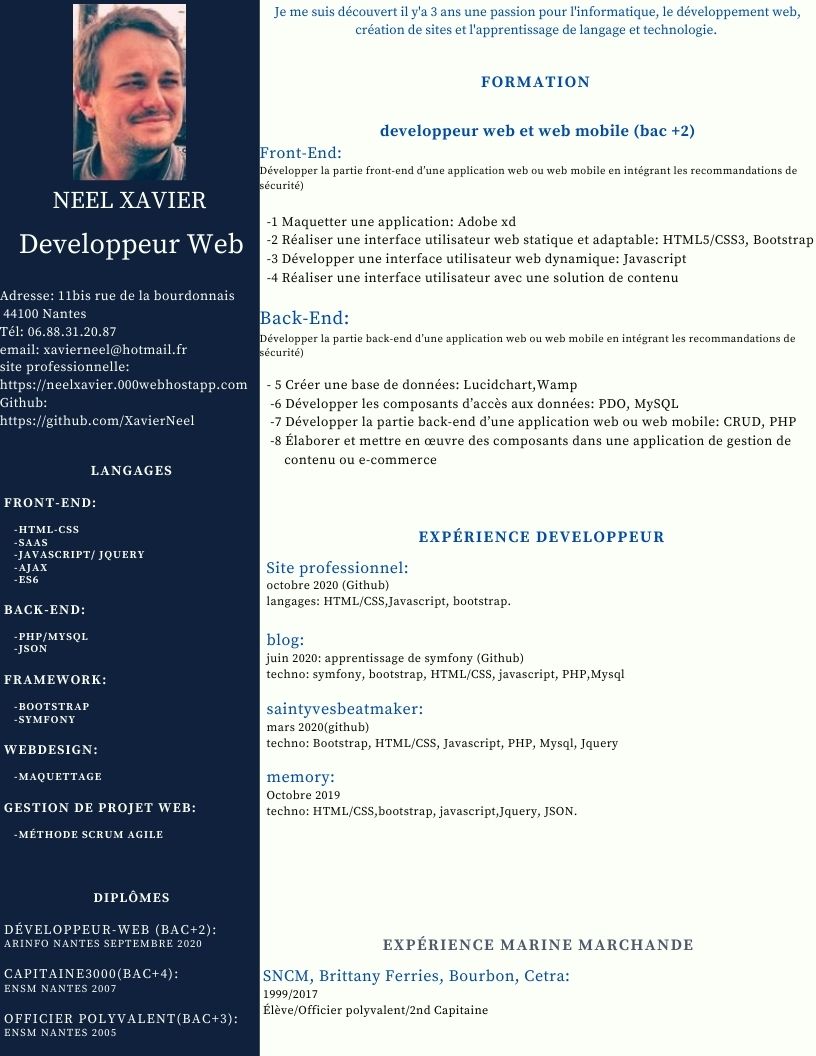 NEEL XAVIER
Developpeur Web
Adresse: 11bis rue de la bourdonnais
44100 Nantes
Tél: 06.88.31.20.87
email: xavierneel@hotmail.fr
site professionnelle:
https://neelxavier.000webhostapp.com
Github:
https://github.com/XavierNeel
LANGAGES
FRONT-END:
-HTML-CSS
-SAAS
-JAVASCRIPT/ JQUERY
-AJAX
-ES6
BACK-END:
-PHP/MYSQL
-JSON
FRAMEWORK:
-BOOTSTRAP
-SYMFONY
WEBDESIGN:
-MAQUETTAGE
GESTION DE PROJET WEB:
-MÉTHODE SCRUM AGILE
DIPLÔMES
DÉVELOPPEUR-WEB (BAC+2):
ARINFO NANTES SEPTEMBRE 2020
CAPITAINE3000(BAC+4):
ENSM NANTES 2007
OFFICIER POLYVALENT(BAC+3):
ENSM NANTES 2005
Je me suis découvert il y'a 3 ans une passion pour l'informatique, le développement web,
création de sites et l'apprentissage de langage et technologie.
FORMATION
developpeur web et web mobile (bac +2)
Front-End:
Développer la partie front-end d'une application web ou web mobile en intégrant les recommandations de
sécurité)
-1 Maquetter une application: Adobe xd
-2 Réaliser une interface utilisateur web statique et adaptable: HTML5/CSS3, Bootstrap
-3 Développer une interface utilisateur web dynamique: Javascript
-4 Réaliser une interface utilisateur avec une solution de contenu
Back-End:
Développer la partie back-end d'une application web ou web mobile en intégrant les recommandations de
sécurité)
- 5 Créer une base de données: Lucidchart,Wamp
-6 Développer les composants d'accès aux données: PDO, MySQL
-7 Développer la partie back-end d'une application web ou web mobile: CRUD, PHP
-8 Élaborer et mettre en œuvre des composants dans une application de gestion de
contenu ou e-commerce
EXPÉRIENCE DEVELOPPEUR
Site professionnel:
octobre 2020 (Github)
langages: HTML/CSS,Javascript, bootstrap.
blog:
juin 2020: apprentissage de symfony (Github)
techno: symfony, bootstrap, HTML/CSS, javascript, PHP,Mysql
saintyvesbeatmaker:
mars 2020(github)
techno: Bootstrap, HTML/CSS, Javascript, PHP, Mysql, Jquery
memory:
Octobre 2019
techno: HTML/CSS,bootstrap, javascript,Jquery, JSON.
EXPÉRIENCE MARINE MARCHANDE
SNCM, Brittany Ferries, Bourbon, Cetra:
1999/2017
Élève/Officier polyvalent/2nd Capitaine